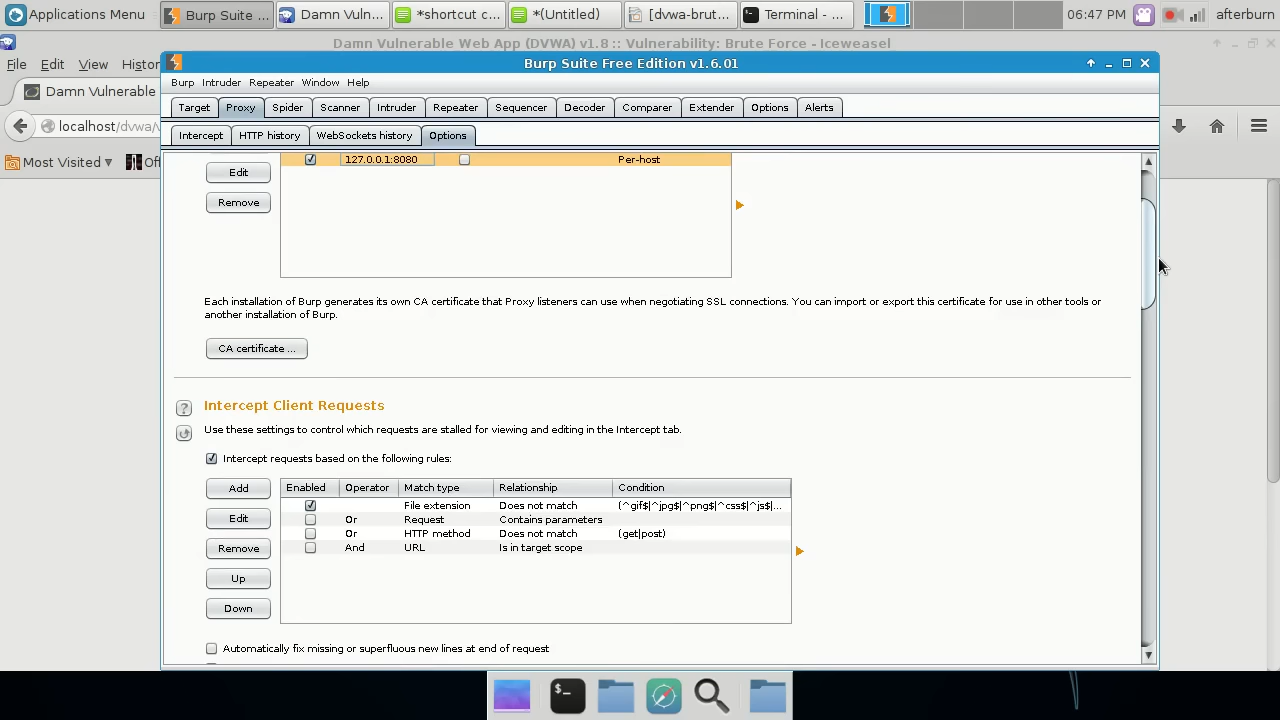 Applications Menu
Burp Suite ...
Damn Vuln...
*shortcut c...
*(Untitled)
[dvwa-brut...
Terminal - ...
06:47 PM
afterburn
Damn Vulnerable Web App (DVWA) v1.8 :: Vulnerability: Brute Force - Iceweasel
File Edit View Histor
Burp Suite Free Edition v1.6.01
Burp Intruder Repeater Window Help
Damn Vulnerable
Target Proxy Spider Scanner Intruder Repeater Sequencer Decoder Comparer Extender Options Alerts
localhost/dvwa/v
Intercept HTTP history WebSockets history Options
Most Visited
Off
127.0.0.1:8080 Per-host
Edit
Remove
Each installation of Burp generates its own CA certificate that Proxy listeners can use when negotiating SSL connections. You can import or export this certificate for use in other tools or
another installation of Burp.
CA certificate ...
?
Intercept Client Requests
Use these settings to control which requests are stalled for viewing and editing in the Intercept tab.
Intercept requests based on the following rules:
Add
Edit
Remove
Up
Down
Enabled Operator Match type Relationship Condition
File extension Does not match (^gif$|^jpg$|^png$|^css$|^js$|...
Or Request Contains parameters
Or HTTP method Does not match (get|post)
And URL Is in target scope
Automatically fix missing or superfluous new lines at end of request